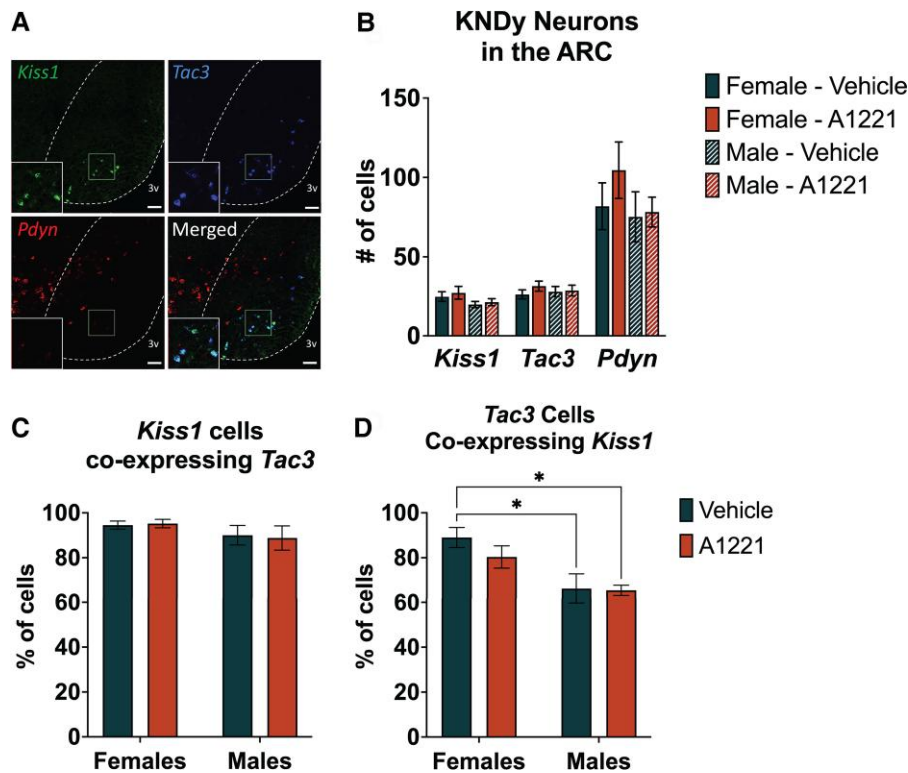 A
Kiss1
Tac3
3v
3v
Pdyn
Merged
3v
3v
B
KNDy Neurons
in the ARC
# of cells
150
100
50
0
Kiss1 Tac3 Pdyn
Female - Vehicle
Female - A1221
Male - Vehicle
Male - A1221
C
Kiss1 cells
co-expressing Tac3
% of cells
100
80
60
40
20
0
Females Males
D
Tac3 Cells
Co-expressing Kiss1
% of cells
100
80
60
40
20
0
*
*
Females Males
Vehicle
A1221